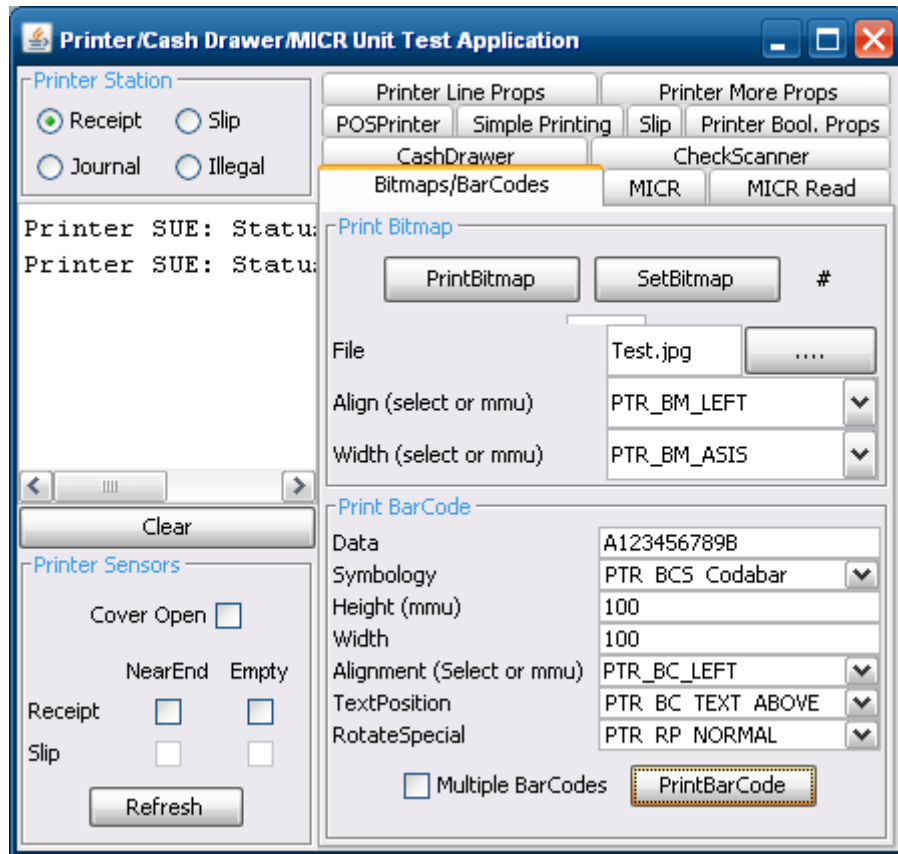 Printer/Cash Drawer/MICR Unit Test Application
Printer Station
Receipt Slip
Journal Illegal
Printer SUE: Statu
Printer SUE: Statu
Clear
Printer Sensors
Cover Open
NearEnd Empty
Receipt
Slip
Refresh
Printer Line Props Printer More Props
POSPrinter Simple Printing Slip Printer Bool. Props
CashDrawer CheckScanner
Bitmaps/BarCodes MICR MICR Read
Print Bitmap
PrintBitmap SetBitmap #
File Test.jpg ....
Align (select or mmu) PTR_BM_LEFT
Width (select or mmu) PTR_BM_ASIS
Print BarCode
Data A123456789B
Symbology PTR_BCS_Codabar
Height (mmu) 100
Width 100
Alignment (Select or mmu) PTR_BC_LEFT
TextPosition PTR_BC_TEXT_ABOVE
RotateSpecial PTR_RP_NORMAL
Multiple BarCodes PrintBarCode